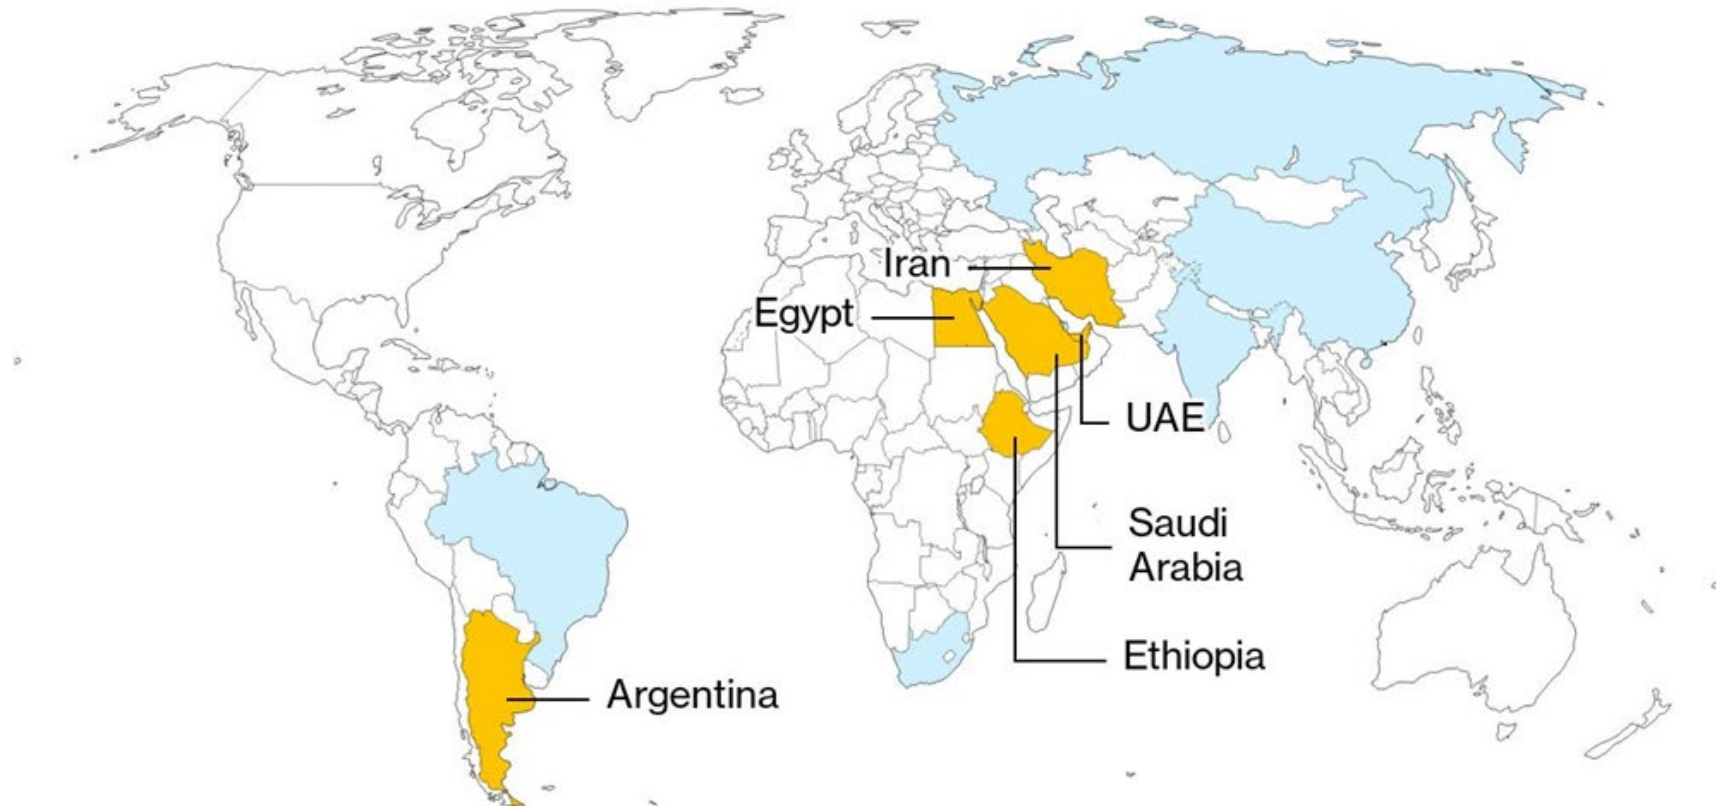 Iran
Egypt
UAE
Saudi
Arabia
Ethiopia
Argentina